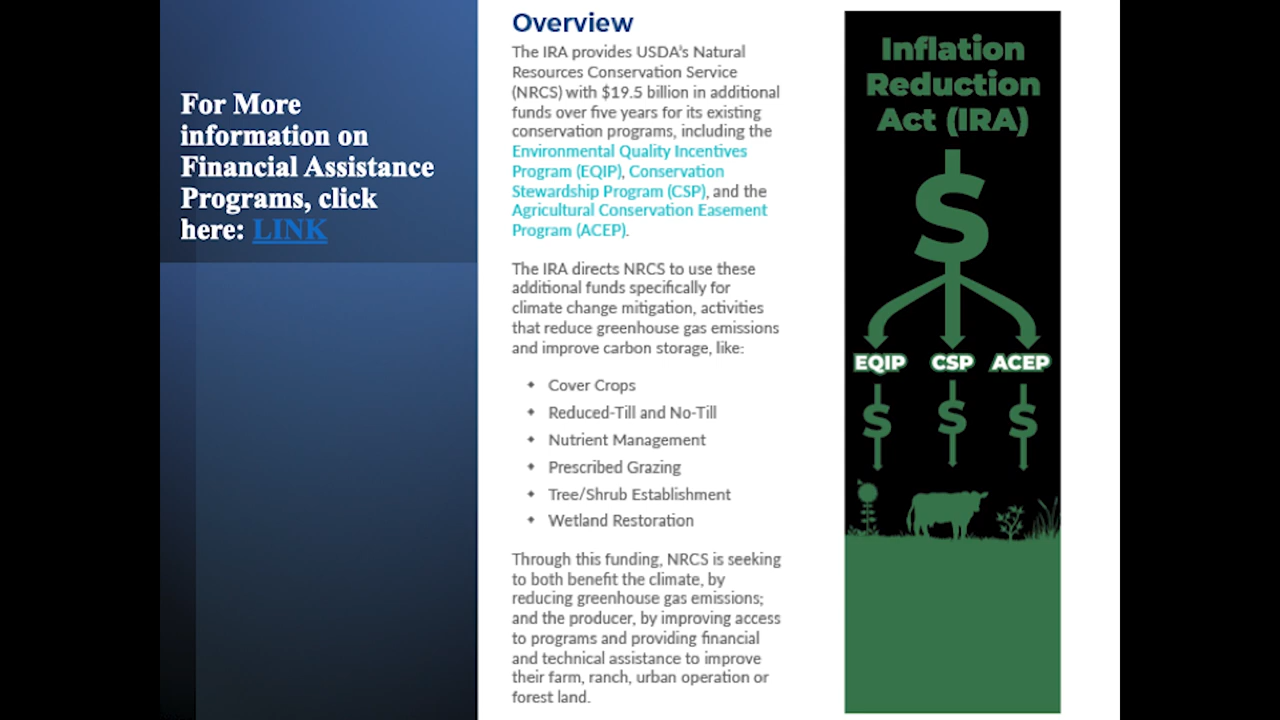 For More
information on
Financial Assistance
Programs, click
here: LINK
Overview
The IRA provides USDA's Natural
Resources Conservation Service
(NRCS) with $19.5 billion in additional
funds over five years for its existing
conservation programs, including the
Environmental Quality Incentives
Program (EQIP), Conservation
Stewardship Program (CSP), and the
Agricultural Conservation Easement
Program (ACEP).
The IRA directs NRCS to use these
additional funds specifically for
climate change mitigation, activities
that reduce greenhouse gas emissions
and improve carbon storage, like:
Cover Crops
Reduced-Till and No-Till
Nutrient Management
Prescribed Grazing
Tree/Shrub Establishment
Wetland Restoration
Through this funding, NRCS is seeking
to both benefit the climate, by
reducing greenhouse gas emissions;
and the producer, by improving access
to programs and providing financial
and technical assistance to improve
their farm, ranch, urban operation or
forest land.
Inflation
Reduction
Act (IRA)
$
EQIP CSP ACEP
$ $ $